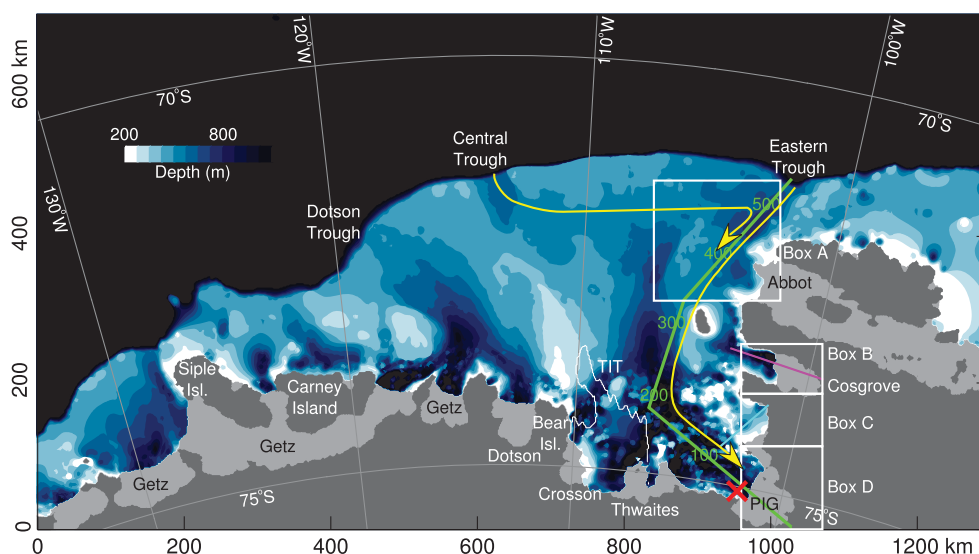 120°W
110°W
100°W
600 km
70°S
70°S
200 800
Depth (m)
Central
Trough
Eastern
Trough
130°W
Dotson
Trough
500
400
400
Box A
Abbot
300
Box B
Siple
Isl.
TIT
Cosgrove
Carney
Island
200
200
Getz
Bear
Isl.
Box C
Getz
Dotson
100
Getz
Crosson
Box D
75°S
Thwaites
PIG
75°S
0
0 200 400 600 800 1000 1200 km